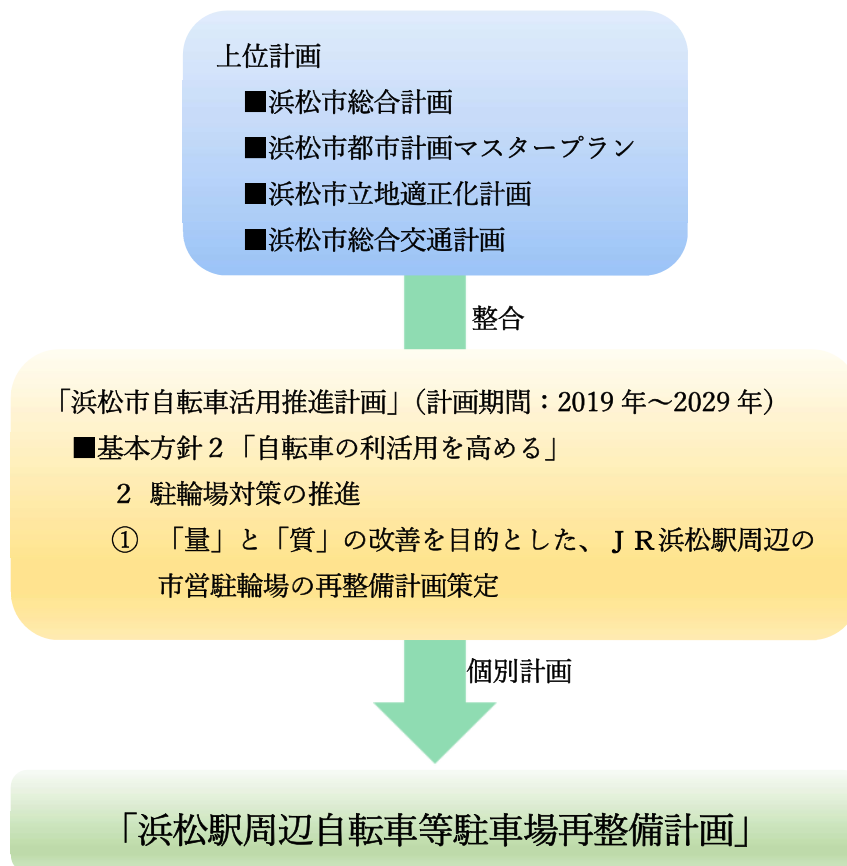 上位計画
■浜松市総合計画
■浜松市都市計画マスタープラン
■浜松市立地適正化計画
■浜松市総合交通計画
整合
「浜松市自転車活用推進計画」（計画期間：2019 年～2029 年）
■基本方針２「自転車の利活用を高める」
２ 駐輪場対策の推進
① 「量」と「質」の改善を目的とした、ＪＲ浜松駅周辺の
市営駐輪場の再整備計画策定
個別計画
「浜松駅周辺自転車等駐車場再整備計画」